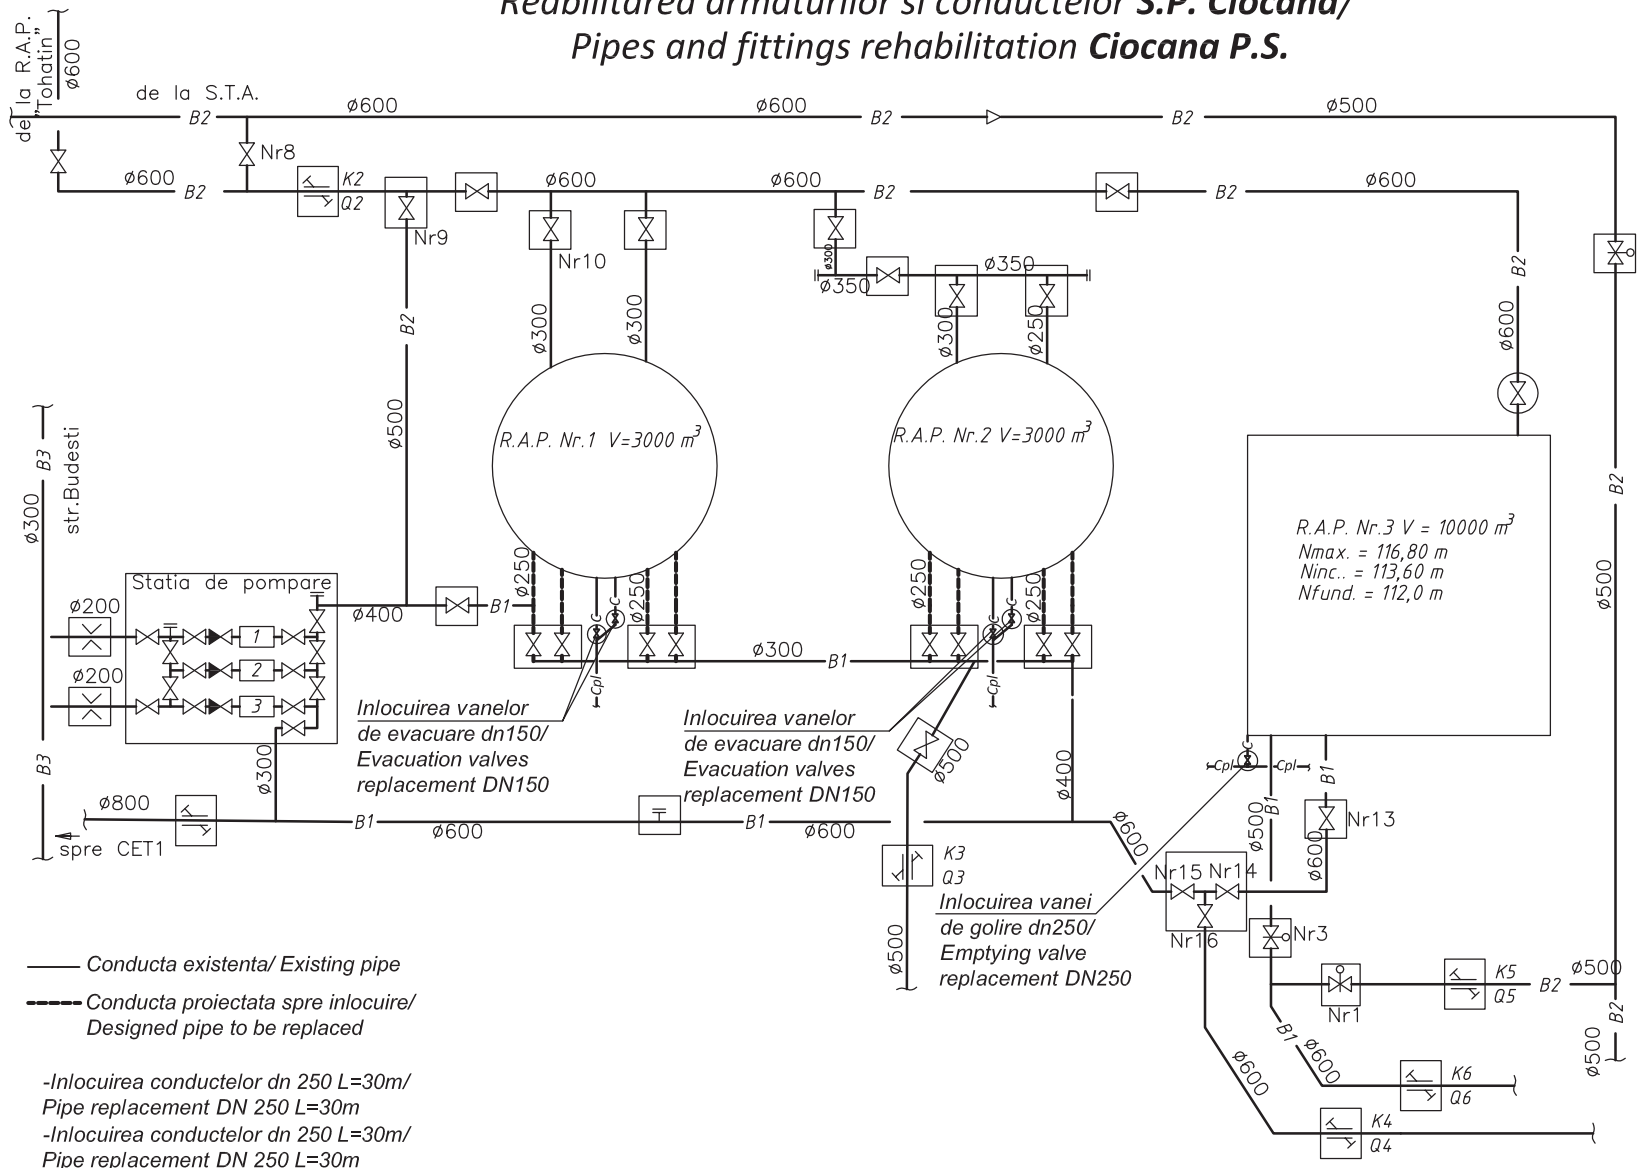 Reabilitarea armaturilor si conductelor S.P. Ciocana/
Pipes and fittings rehabilitation Ciocana P.S.
de la R.A.P.
„Tohatin"
ø600
de la S.T.A.
B2
ø600
ø600
B2
B2
ø500
Nr8
ø600
B2
K2
Q2
Nr9
ø600
ø600
B2
B2
ø600
Nr10
ø300
ø350
ø350
B2
B2
ø300
ø300
ø300
ø250
ø600
ø500
B3
ø300
str.Budesti
R.A.P. Nr.1 V=3000 m³
R.A.P. Nr.2 V=3000 m³
B2
R.A.P. Nr.3 V = 10000 m³
Nmax. = 116,80 m
Ninc.. = 113,60 m
Nfund. = 112,0 m
ø500
Statia de pompare
ø200
1
2
ø200
3
ø400
B1
ø250
ø250
C
C
ø250
ø250
C
C
ø300
B1
Cpl
Cpl
Inlocuirea vanelor
de evacuare dn150/
Evacuation valves
replacement DN150
Inlocuirea vanelor
de evacuare dn150/
Evacuation valves
replacement DN150
B3
ø300
ø500
ø400
C
Cpl
Cpl
B1
B1
ø500
ø600
Nr13
ø800
B1
ø600
B1
ø600
ø600
spre CET1
K3
Q3
Nr15
Nr14
Nr16
Inlocuirea vanei
de golire dn250/
Emptying valve
replacement DN250
ø500
Nr3
K5
Q5
B2
ø500
Nr1
B2
ø500
B1
ø600
K6
Q6
ø600
K4
Q4
Conducta existenta/ Existing pipe
Conducta proiectata spre inlocuire/
Designed pipe to be replaced
-Inlocuirea conductelor dn 250 L=30m/
Pipe replacement DN 250 L=30m
-Inlocuirea conductelor dn 250 L=30m/
Pipe replacement DN 250 L=30m